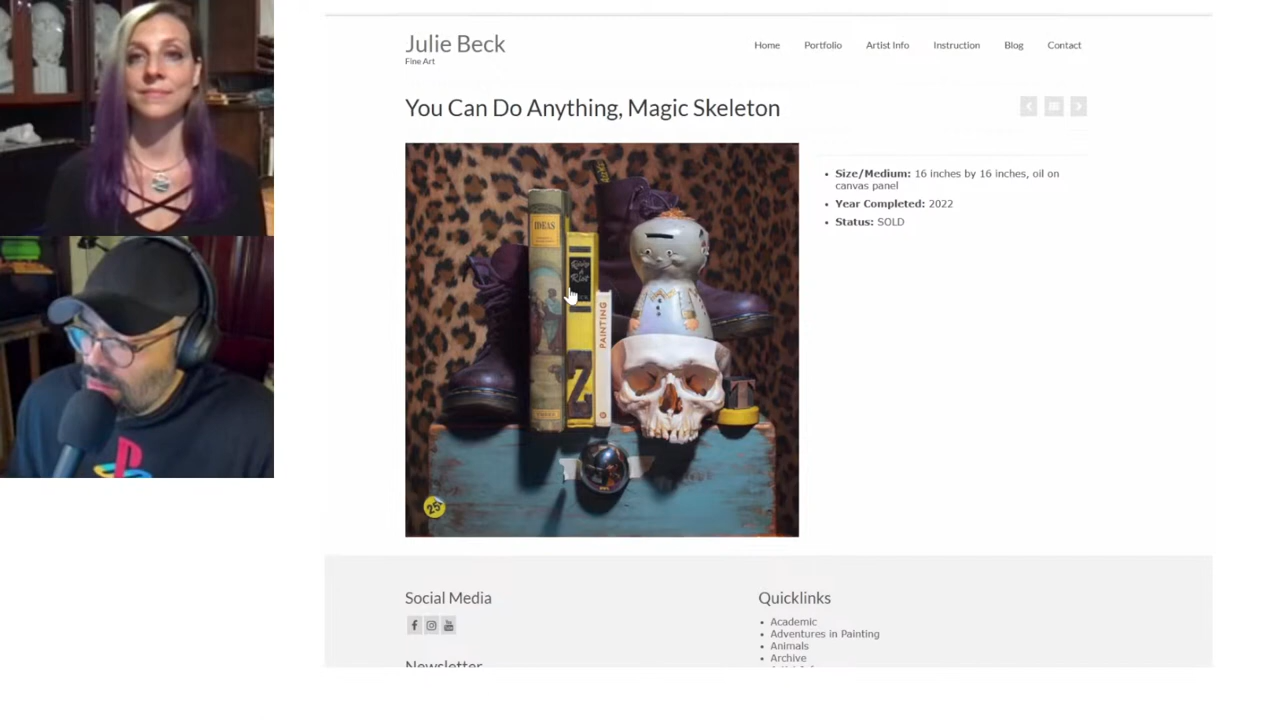 Julie Beck
Fine Art
Home
Portfolio
Artist Info
Instruction
Blog
Contact
You Can Do Anything, Magic Skeleton
Size/Medium: 16 inches by 16 inches, oil on
canvas panel
Year Completed: 2022
Status: SOLD
IDEAS
PAINTING
Z
T
25¢
Social Media
Quicklinks
Academic
Adventures in Painting
Animals
Archive
Newsletter